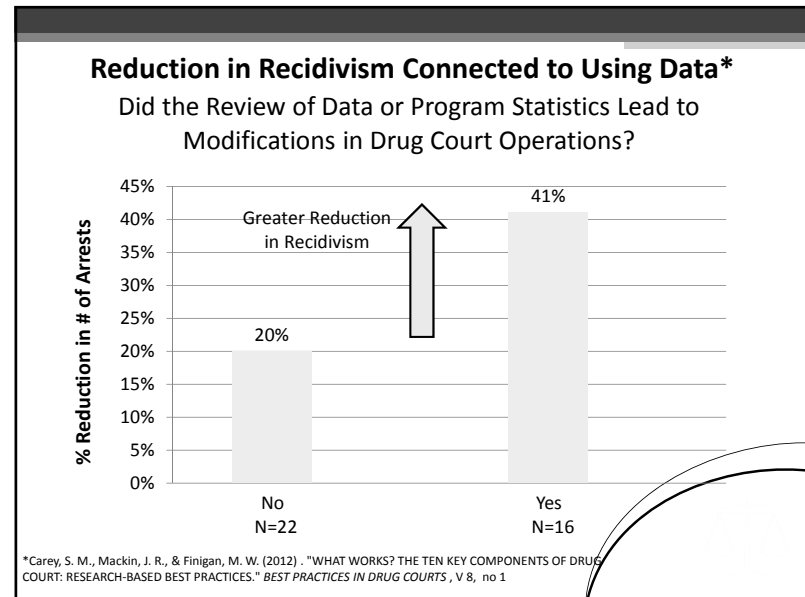 Reduction in Recidivism Connected to Using Data*
Did the Review of Data or Program Statistics Lead to
Modifications in Drug Court Operations?
% Reduction in # of Arrests
45%
40%
35%
30%
25%
20%
15%
10%
5%
0%
Greater Reduction
in Recidivism
20%
41%
No
N=22
Yes
N=16
*Carey, S. M., Mackin, J. R., & Finigan, M. W. (2012) . "WHAT WORKS? THE TEN KEY COMPONENTS OF DRUG
COURT: RESEARCH-BASED BEST PRACTICES." BEST PRACTICES IN DRUG COURTS , V 8, no 1